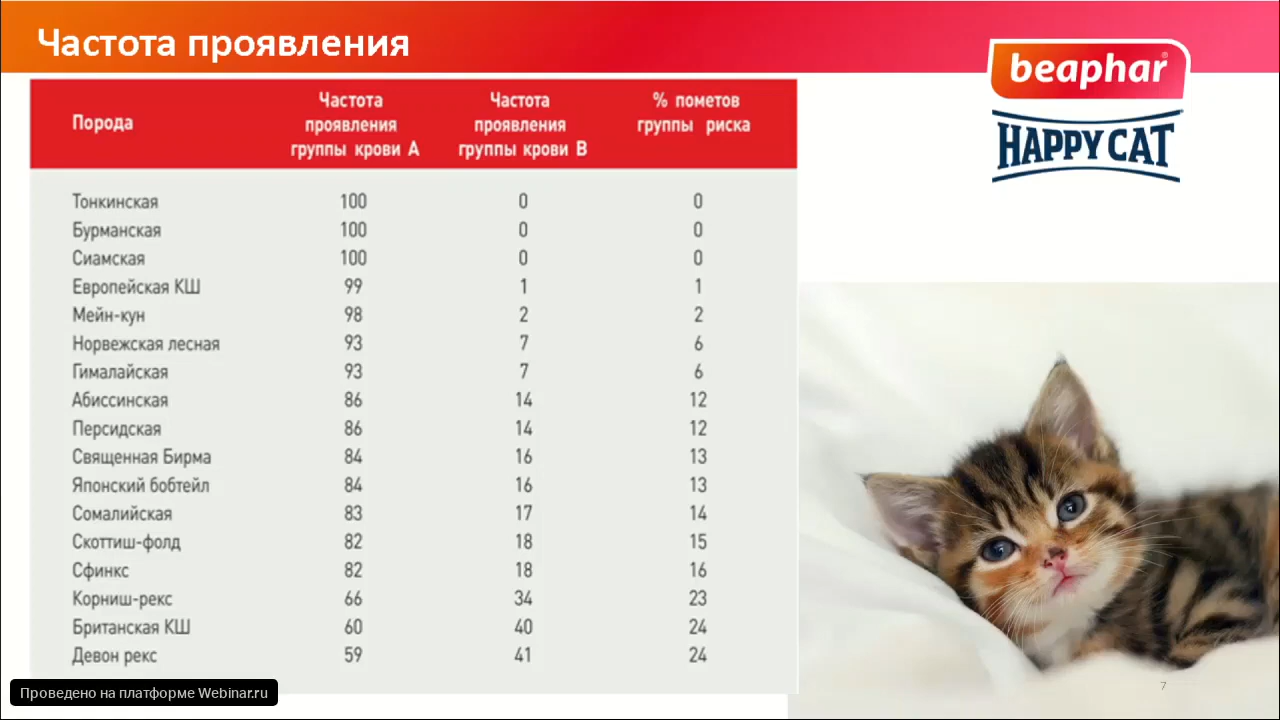 Частота проявления
beaphar®
HAPPY CAT
Порода Частота проявления группы крови А Частота проявления группы крови В % пометов группы риска
Тонкинская 100 0 0
Бурманская 100 0 0
Сиамская 100 0 0
Европейская КШ 99 1 1
Мейн-кун 98 2 2
Норвежская лесная 93 7 6
Гималайская 93 7 6
Абиссинская 86 14 12
Персидская 86 14 12
Священная Бирма 84 16 13
Японский бобтейл 84 16 13
Сомалийская 83 17 14
Скоттиш-фолд 82 18 15
Сфинкс 82 18 16
Корниш-рекс 66 34 23
Британская КШ 60 40 24
Девон рекс 59 41 24
Проведено на платформе Webinar.ru
7